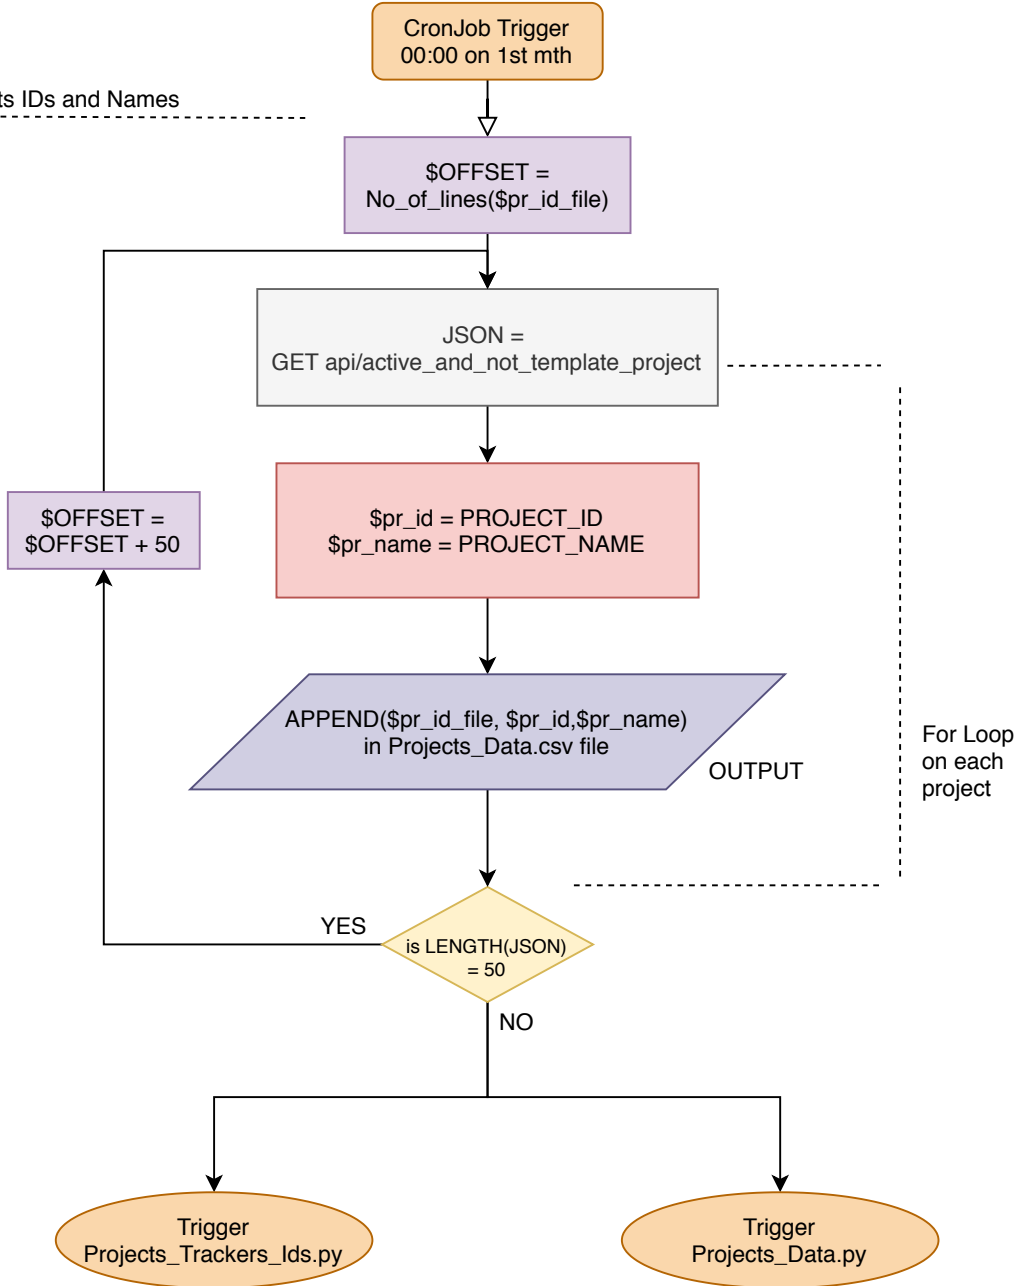 CronJob Trigger
00:00 on 1st mth
IDs and Names
$OFFSET =
No_of_lines($pr_id_file)
JSON =
GET api/active_and_not_template_project
$OFFSET =
$OFFSET + 50
$pr_id = PROJECT_ID
$pr_name = PROJECT_NAME
APPEND($pr_id_file, $pr_id,$pr_name)
in Projects_Data.csv file
OUTPUT
For Loop
on each
project
YES
is LENGTH(JSON)
= 50
NO
Trigger
Projects_Trackers_Ids.py
Trigger
Projects_Data.py